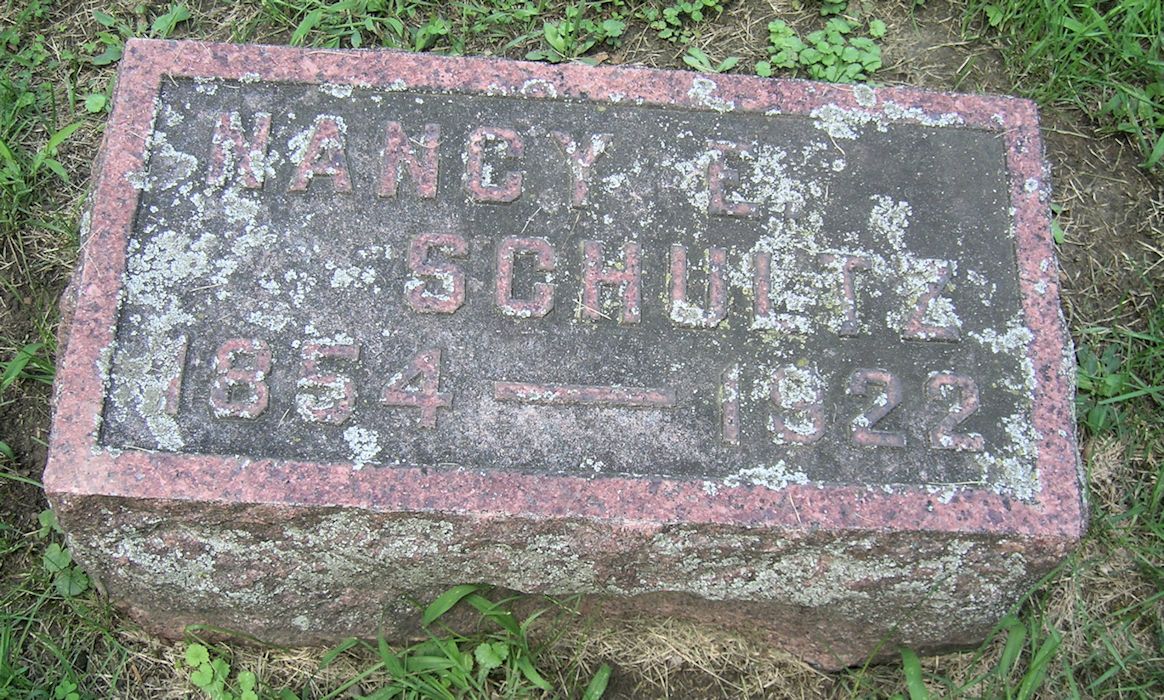 NANCY E.
SCHULTZ
1854 — 1922